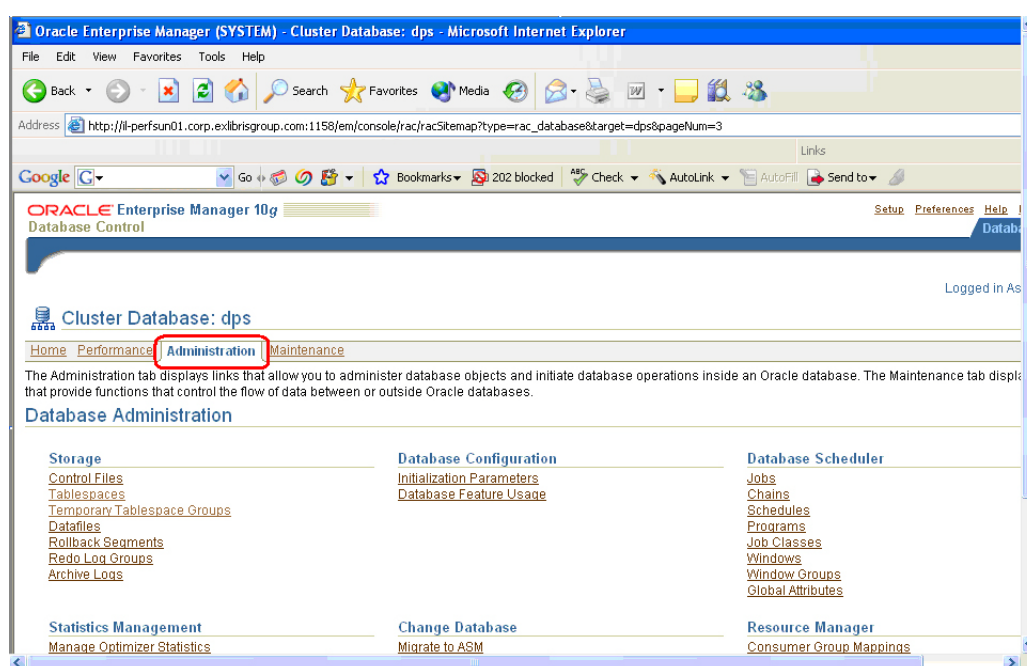 Oracle Enterprise Manager (SYSTEM) - Cluster Database: dps - Microsoft Internet Explorer
File Edit View Favorites Tools Help
Back Search Favorites Media
Address http://il-perfsun01.corp.exlibrisgroup.com:1158/em/console/rac/racSitemap?type=rac_database&target=dps&pageNum=3
Links
Google G Go Bookmarks 202 blocked ABC Check AutoLink AutoFill Send to
ORACLE Enterprise Manager 10g
Setup Preferences Help
Database Control
Logged in As
Cluster Database: dps
Home Performance Administration Maintenance
The Administration tab displays links that allow you to administer database objects and initiate database operations inside an Oracle database. The Maintenance tab displa
that provide functions that control the flow of data between or outside Oracle databases.
Database Administration
Storage
Control Files
Tablespaces
Temporary Tablespace Groups
Datafiles
Rollback Segments
Redo Log Groups
Archive Logs
Database Configuration
Initialization Parameters
Database Feature Usage
Database Scheduler
Jobs
Chains
Schedules
Programs
Job Classes
Windows
Window Groups
Global Attributes
Statistics Management
Manage Optimizer Statistics
Change Database
Migrate to ASM
Resource Manager
Consumer Group Mappings